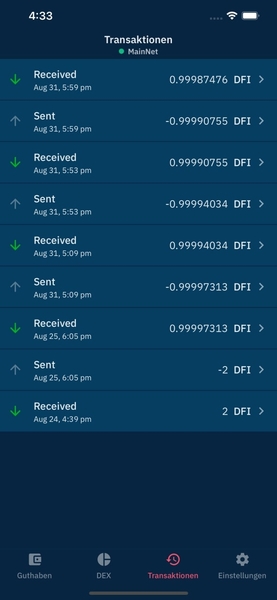 4:33
Transaktionen
MainNet
Received
0.99987476 DFI
Aug 31, 5:59 pm
Sent
-0.99990755 DFI
Aug 31, 5:59 pm
Received
0.99990755 DFI
Aug 31, 5:53 pm
Sent
-0.99994034 DFI
Aug 31, 5:53 pm
Received
0.99994034 DFI
Aug 31, 5:09 pm
Sent
-0.99997313 DFI
Aug 31, 5:09 pm
Received
0.99997313 DFI
Aug 25, 6:05 pm
Sent
-2 DFI
Aug 25, 6:05 pm
Received
2 DFI
Aug 24, 4:39 pm
Guthaben DEX Transaktionen Einstellungen